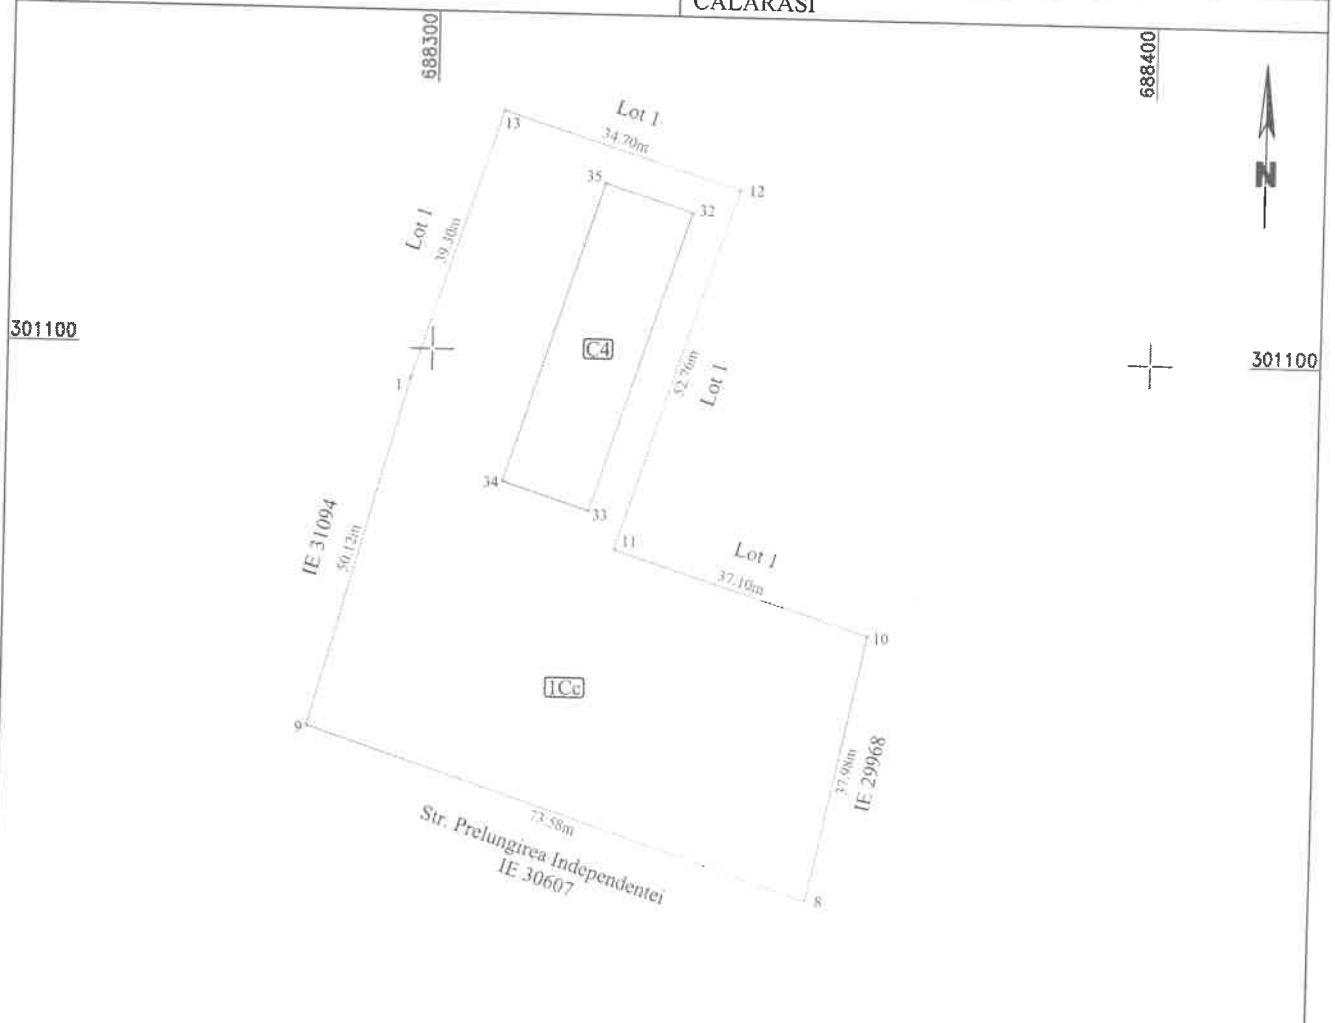 CALARASI
688300
688400
N
Lot 1
34.70m
13
12
35
32
Lot 1
39.30m
301100
301100
C4
1
52.76m
Lot 1
34
33
11
Lot 1
37.10m
10
IE 31094
50.12m
1Cc
9
37.98m
IE 29968
73.58m
Str. Prelungirea Independentei
IE 30607
8